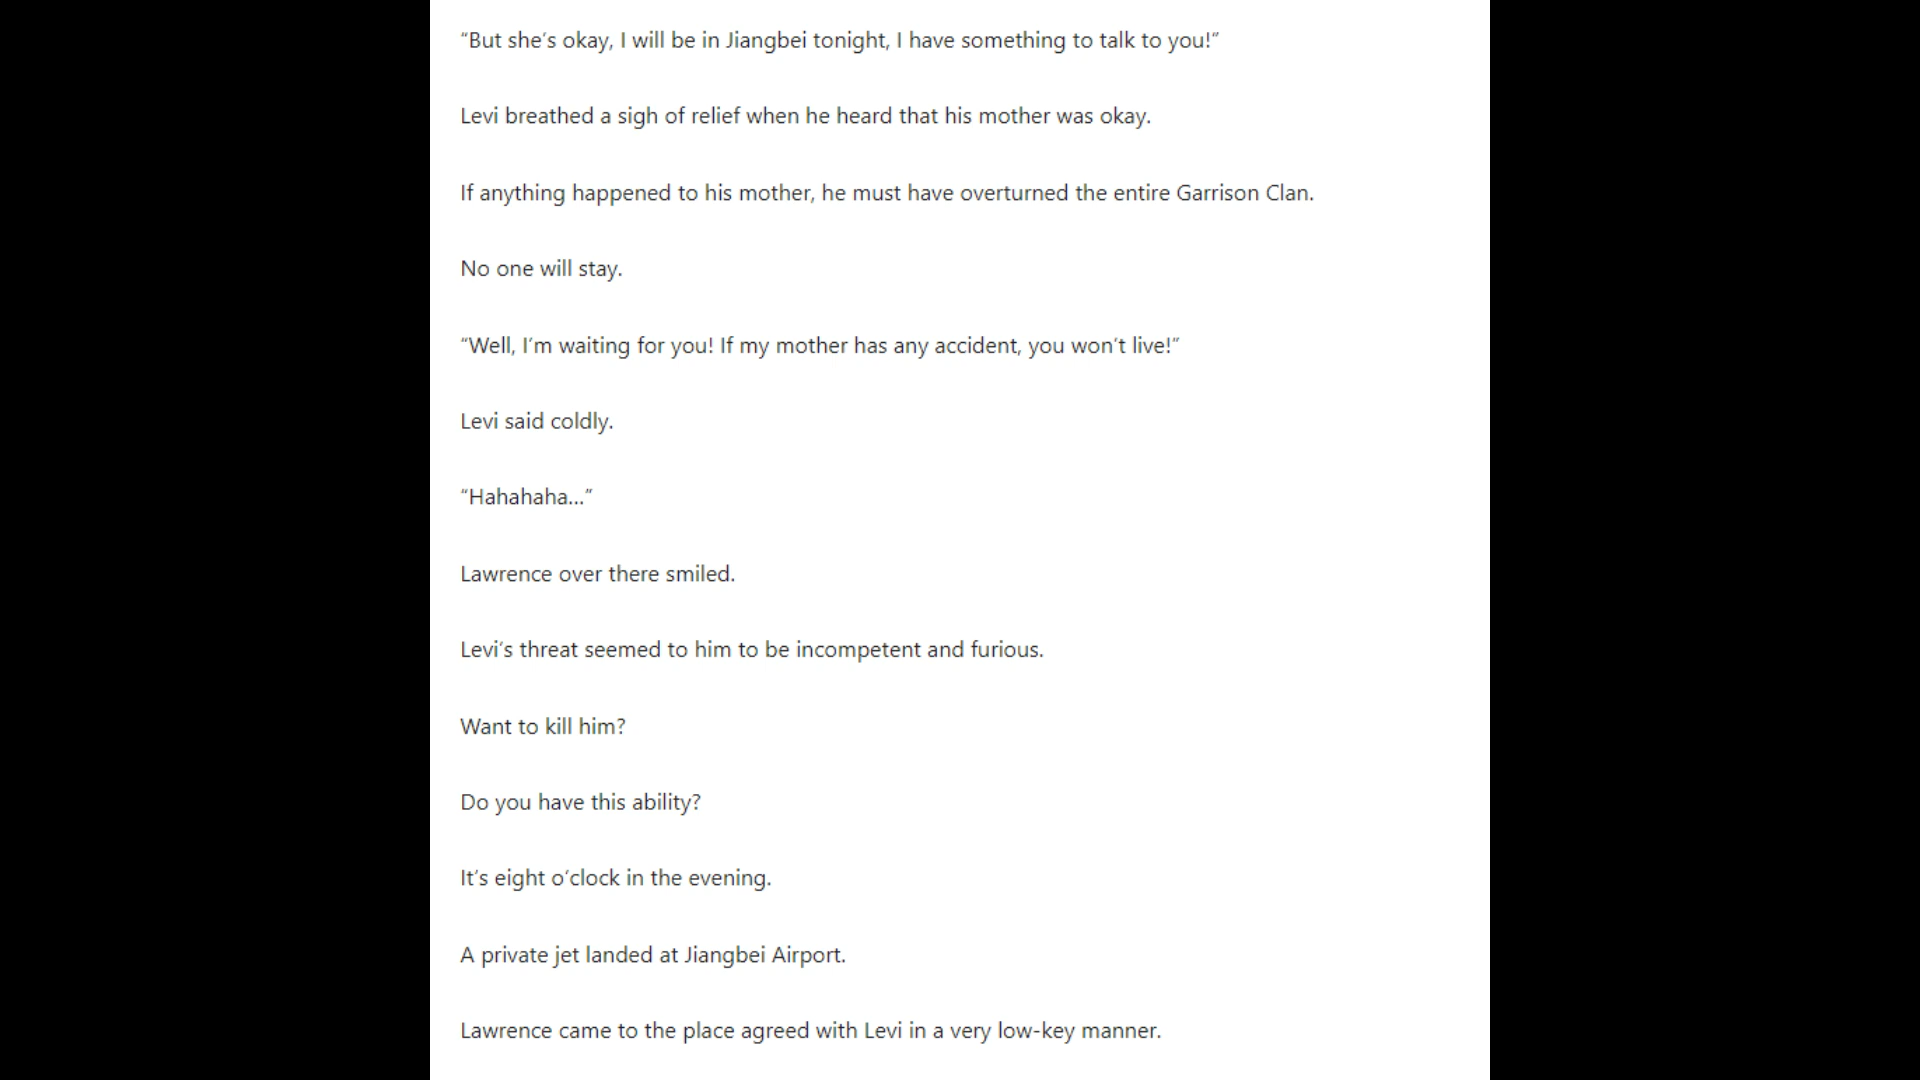 “But she’s okay, I will be in Jiangbei tonight, I have something to talk to you!”
Levi breathed a sigh of relief when he heard that his mother was okay.
If anything happened to his mother, he must have overturned the entire Garrison Clan.
No one will stay.
“Well, I’m waiting for you! If my mother has any accident, you won’t live!”
Levi said coldly.
“Hahahaha…”
Lawrence over there smiled.
Levi’s threat seemed to him to be incompetent and furious.
Want to kill him?
Do you have this ability?
It’s eight o’clock in the evening.
A private jet landed at Jiangbei Airport.
Lawrence came to the place agreed with Levi in a very low-key manner.